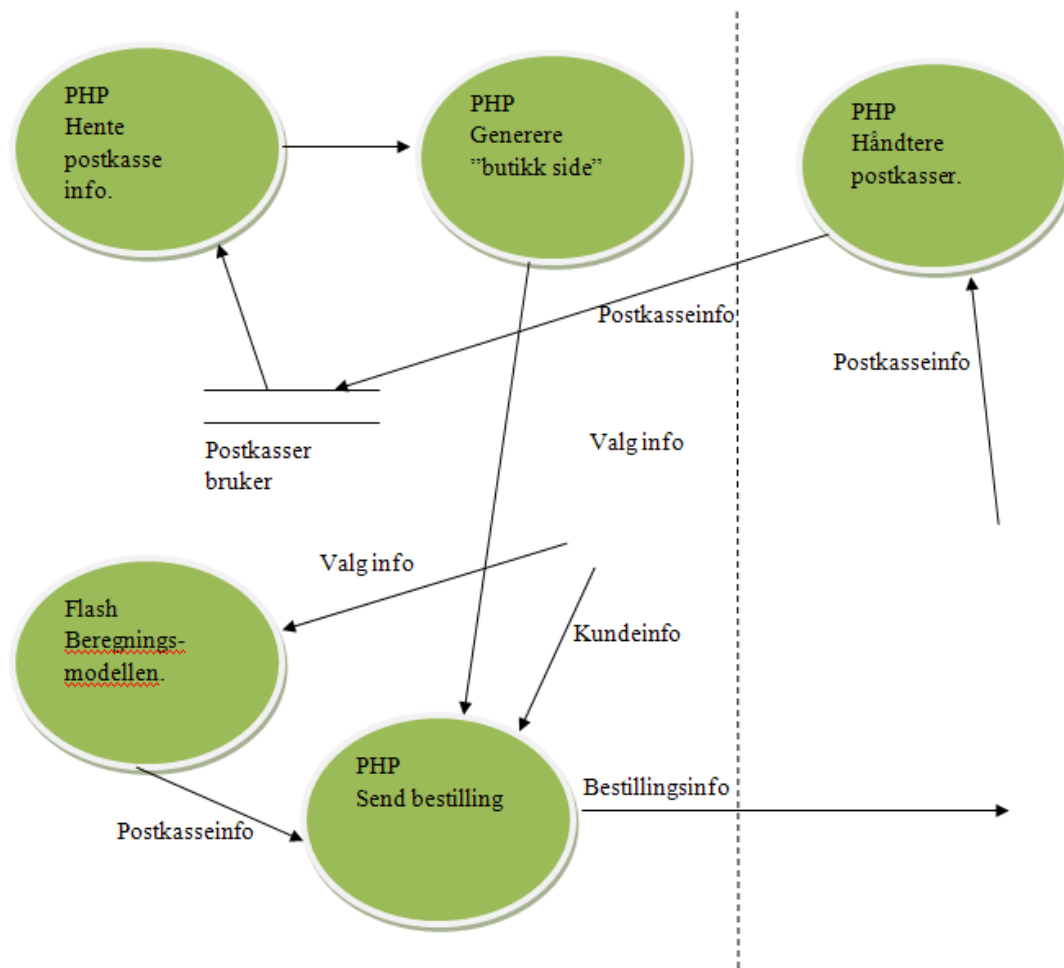 PHP
Hente
postkasse
info.
PHP
Generere
”butikk side”
PHP
Håndtere
postkasser.
Postkasseinfo
Postkasseinfo
Valg info
Postkasser
bruker
Valg info
Flash
Beregnings-
modellen.
Kundeinfo
PHP
Send bestilling
Bestillingsinfo
Postkasseinfo